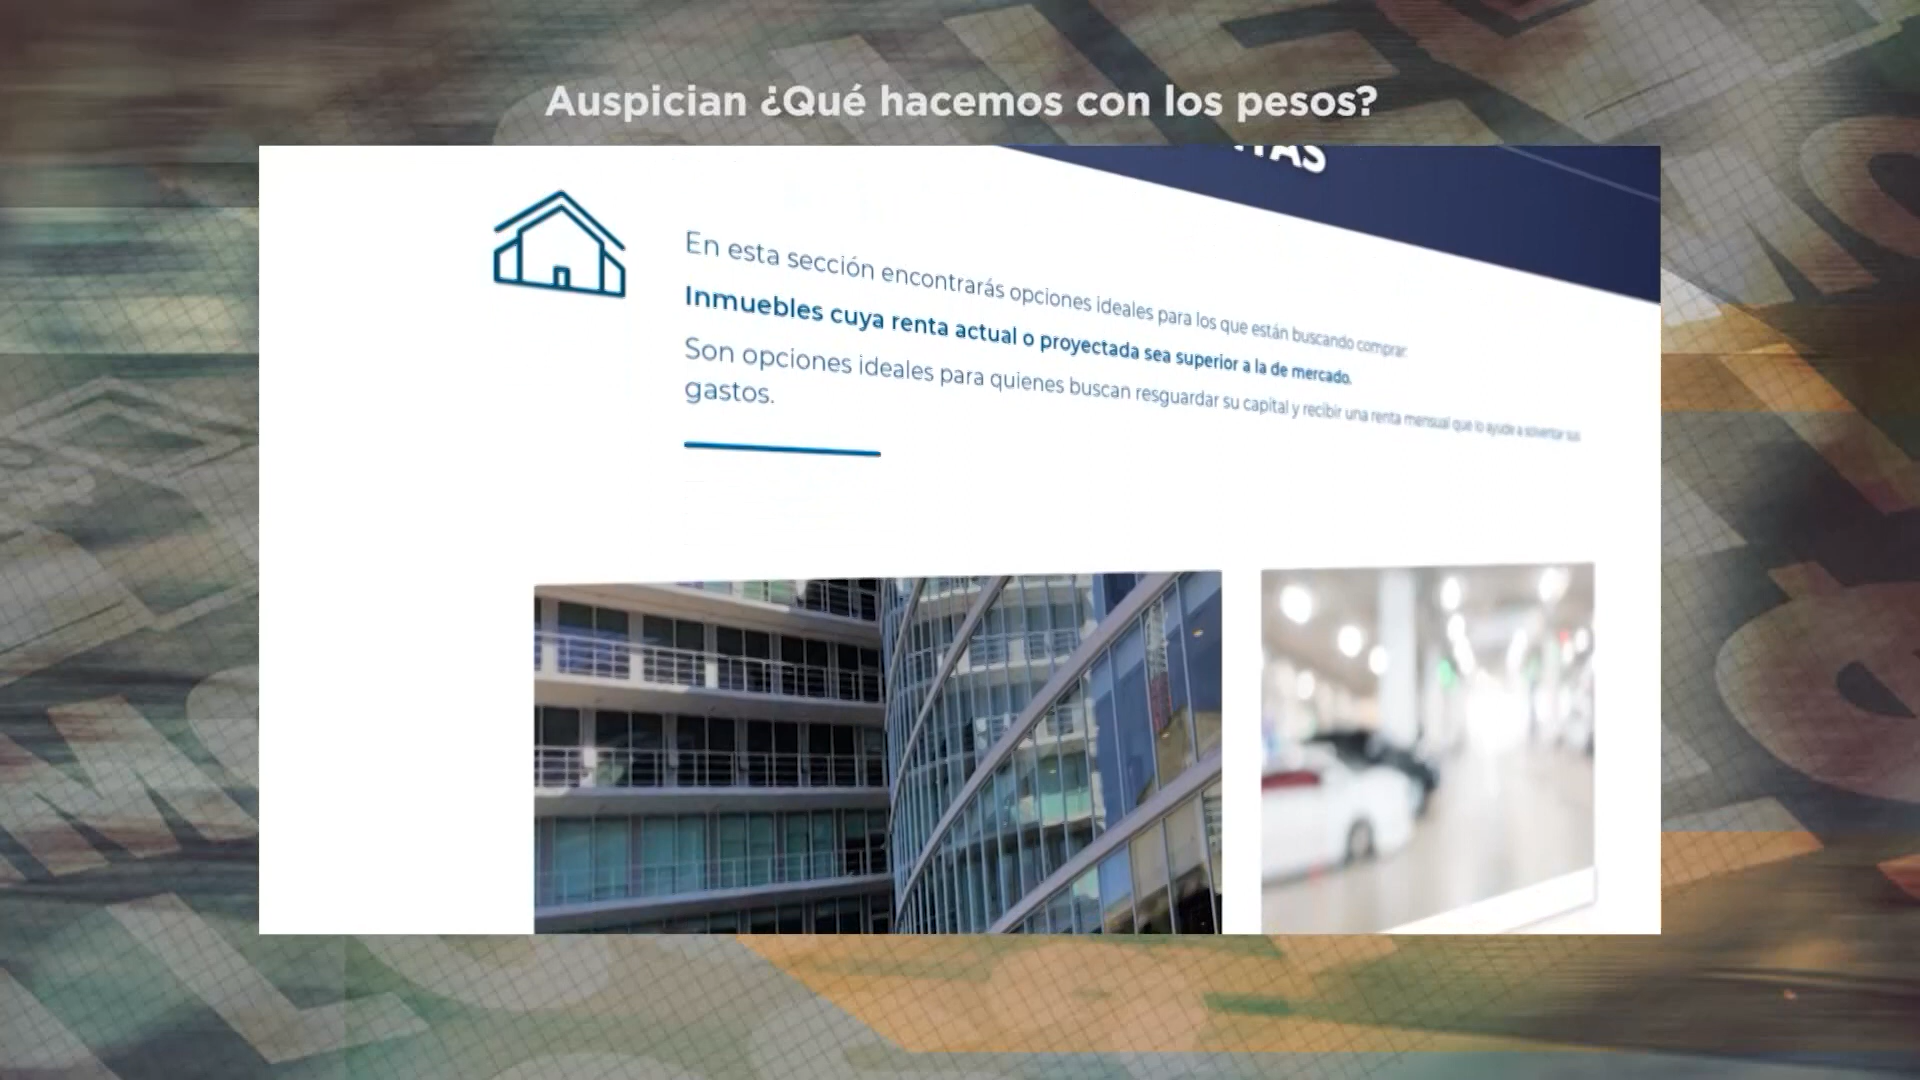 Auspician ¿Qué hacemos con los pesos?
En esta sección encontrarás opciones ideales para los que están buscando comprar.
Inmuebles cuya renta actual o proyectada sea superior a la de mercado.
Son opciones ideales para quienes buscan resguardar su capital y recibir una renta mensual que lo ayude a solventar sus
gastos.